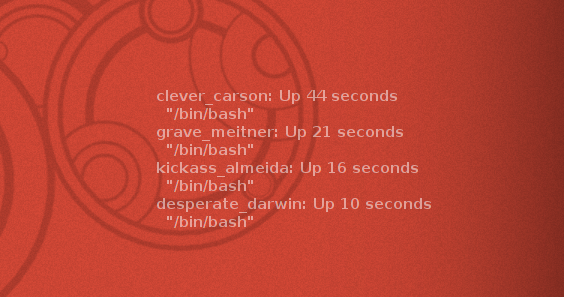 clever_carson: Up 44 seconds
"/bin/bash"
grave_meitner: Up 21 seconds
"/bin/bash"
kickass_almeida: Up 16 seconds
"/bin/bash"
desperate_darwin: Up 10 seconds
"/bin/bash"